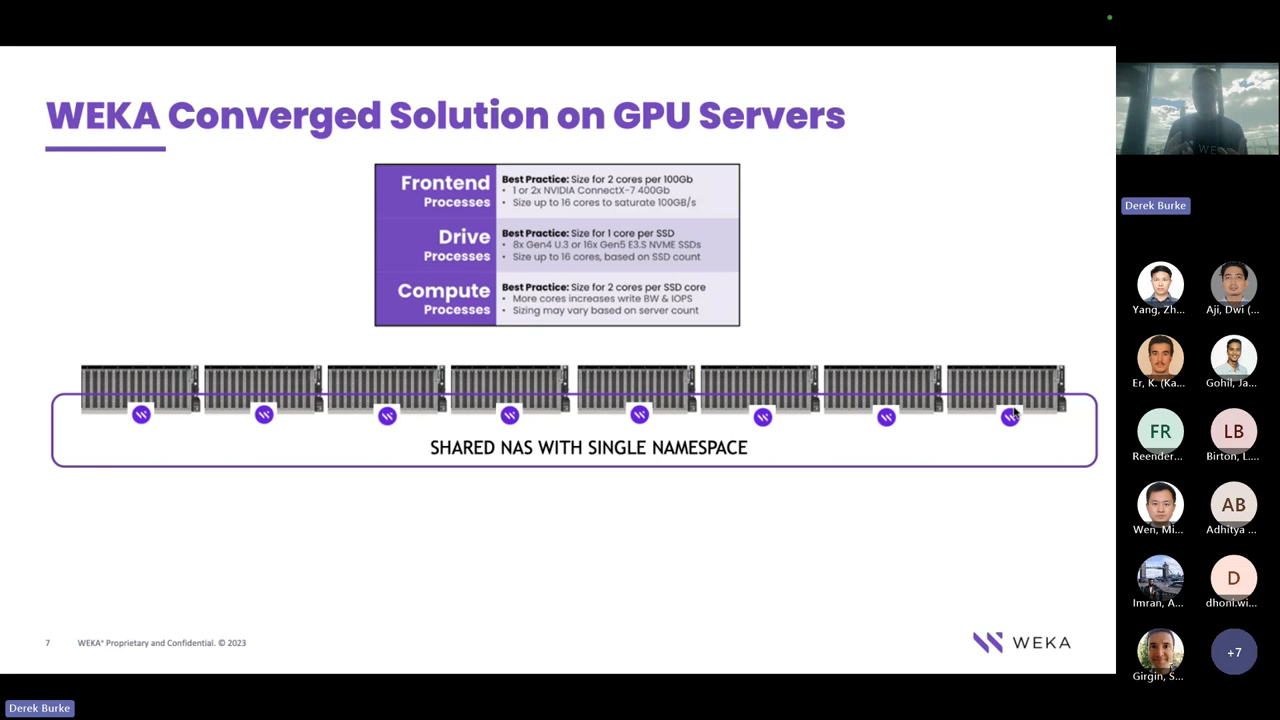 WEKA Converged Solution on GPU Servers
Frontend
Processes
Best Practice: Size for 2 cores per 100Gb
• 1 or 2x NVIDIA ConnectX-7 400Gb
• Size up to 16 cores to saturate 100GB/s
Drive
Processes
Best Practice: Size for 1 core per SSD
• 8x Gen4 U.3 or 16x Gen5 E3.S NVME SSDs
• Size up to 16 cores, based on SSD count
Compute
Processes
Best Practice: Size for 2 cores per SSD core
• More cores increases write BW & IOPS
• Sizing may vary based on server count
SHARED NAS WITH SINGLE NAMESPACE
7 WEKA® Proprietary and Confidential. © 2023
WEKA
Derek Burke
WEKA
Derek Burke
Yang, Zh...
Aji, Dwi (...
Er, K. (Ka...
Gohil, Ja...
FR
LB
Reender...
Birton, L....
AB
Wen, Mi...
Adhitya ...
D
Imran, A...
dhoni.wi...
Girgin, S...
+7